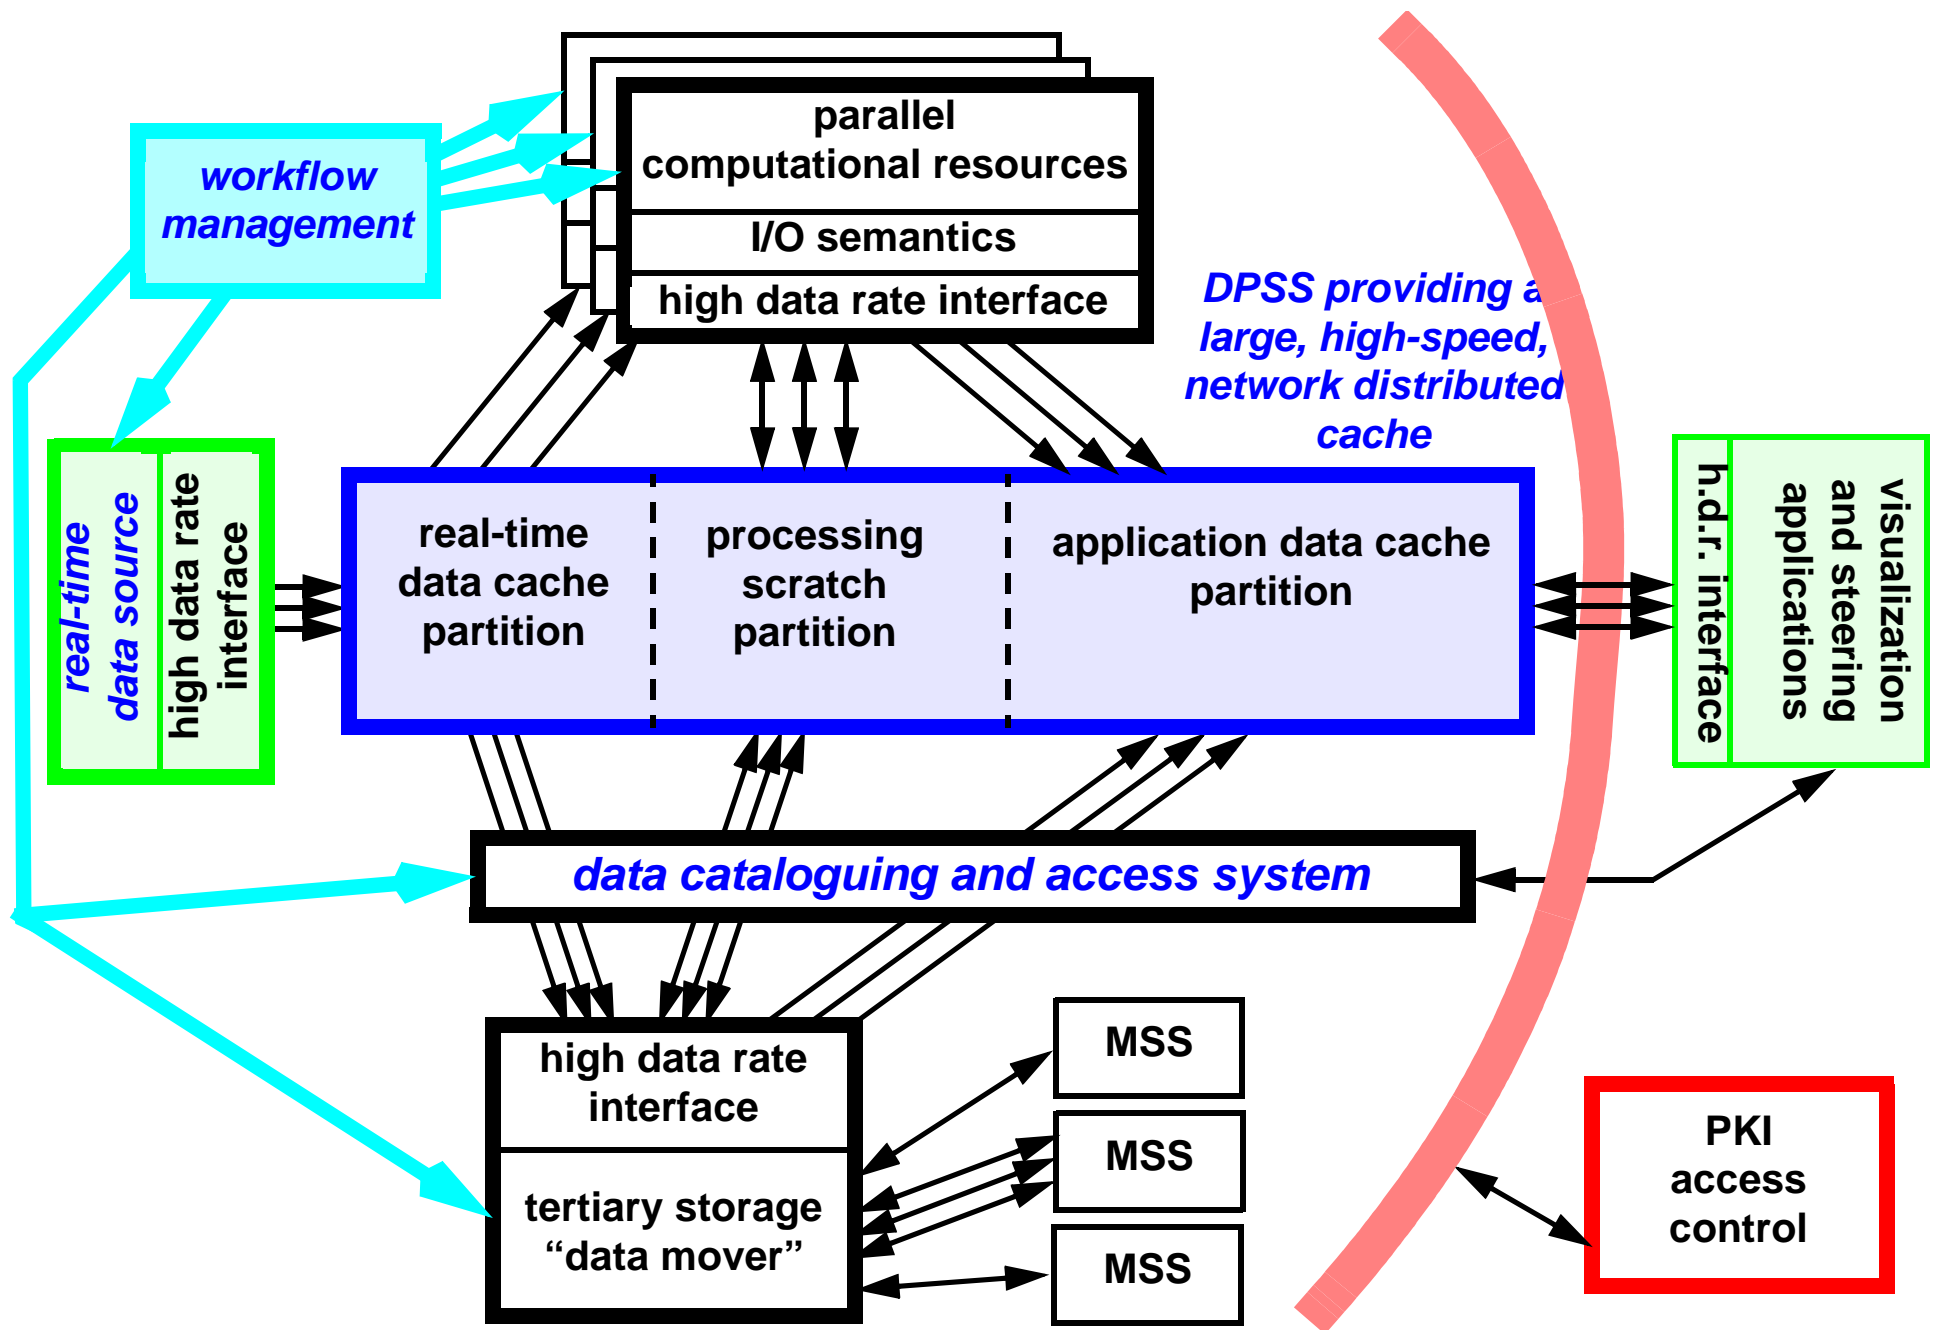 parallel
computational resources
I/O semantics
high data rate interface
workflow
management
DPSS providing a
large, high-speed,
network distributed
cache
real-time
data source
high data rate
interface
real-time
data cache
partition
processing
scratch
partition
application data cache
partition
h.d.r. interface
visualization
and steering
applications
data cataloguing and access system
high data rate
interface
tertiary storage
“data mover”
MSS
MSS
MSS
PKI
access
control